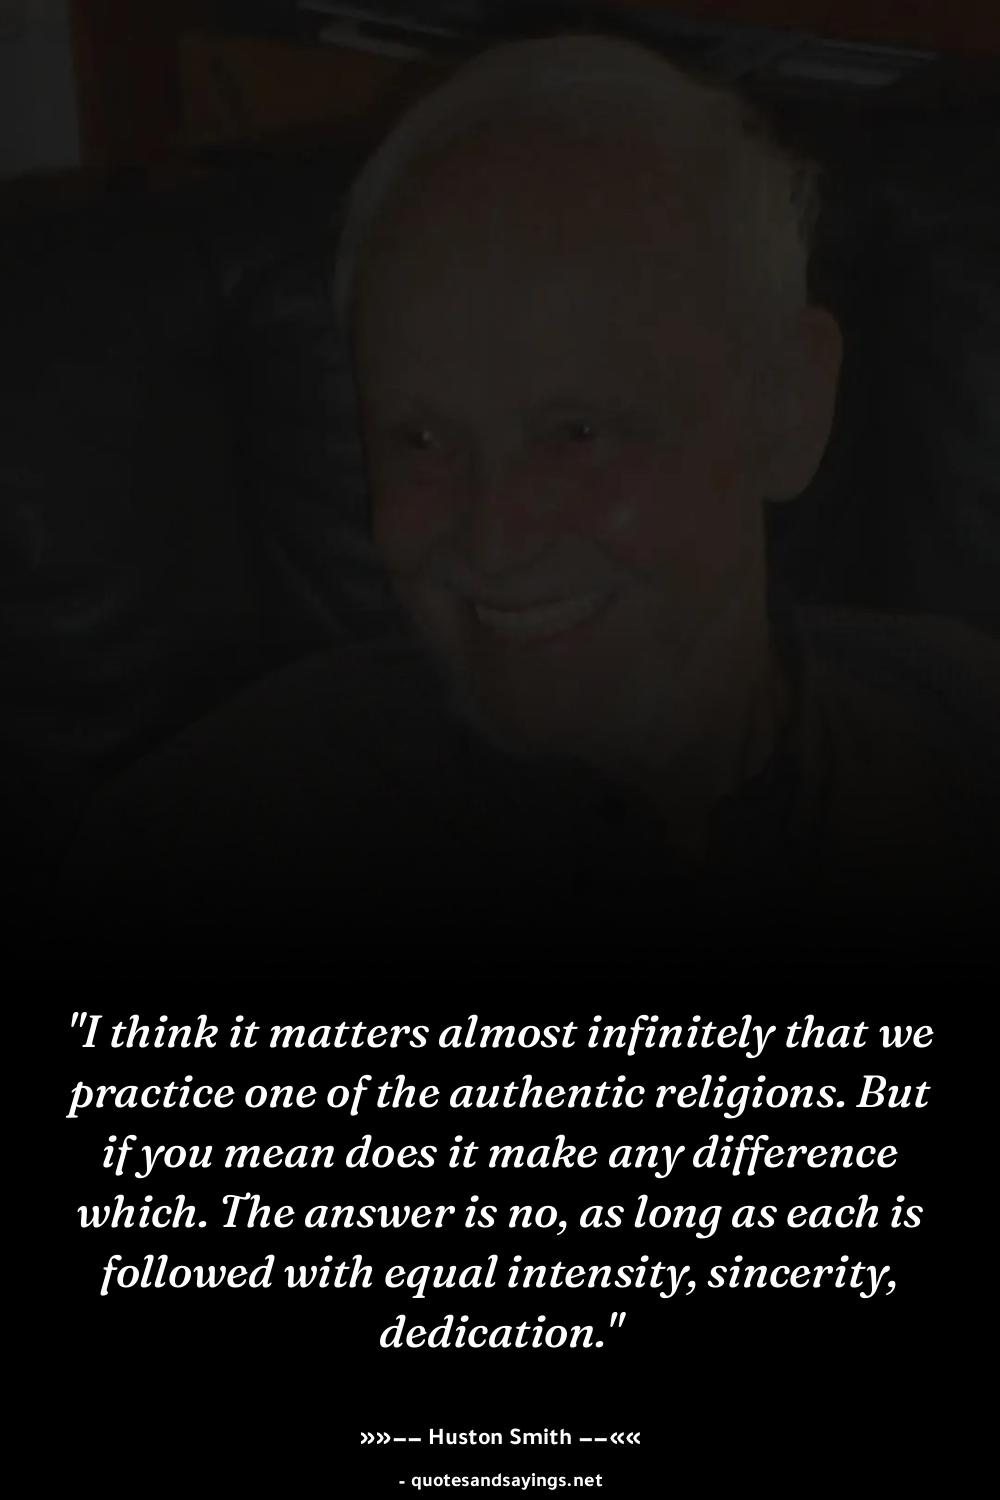 "I think it matters almost infinitely that we
practice one of the authentic religions. But
if you mean does it make any difference
which. The answer is no, as long as each is
followed with equal intensity, sincerity,
dedication."
»»-- Huston Smith --««
- quotesandsayings.net